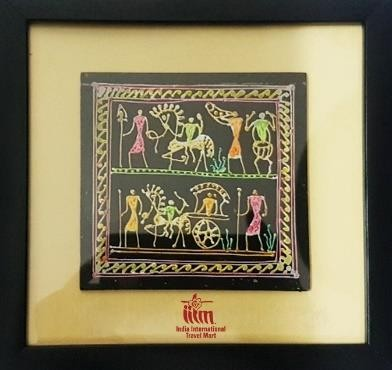 iitm
India International
Travel Mart